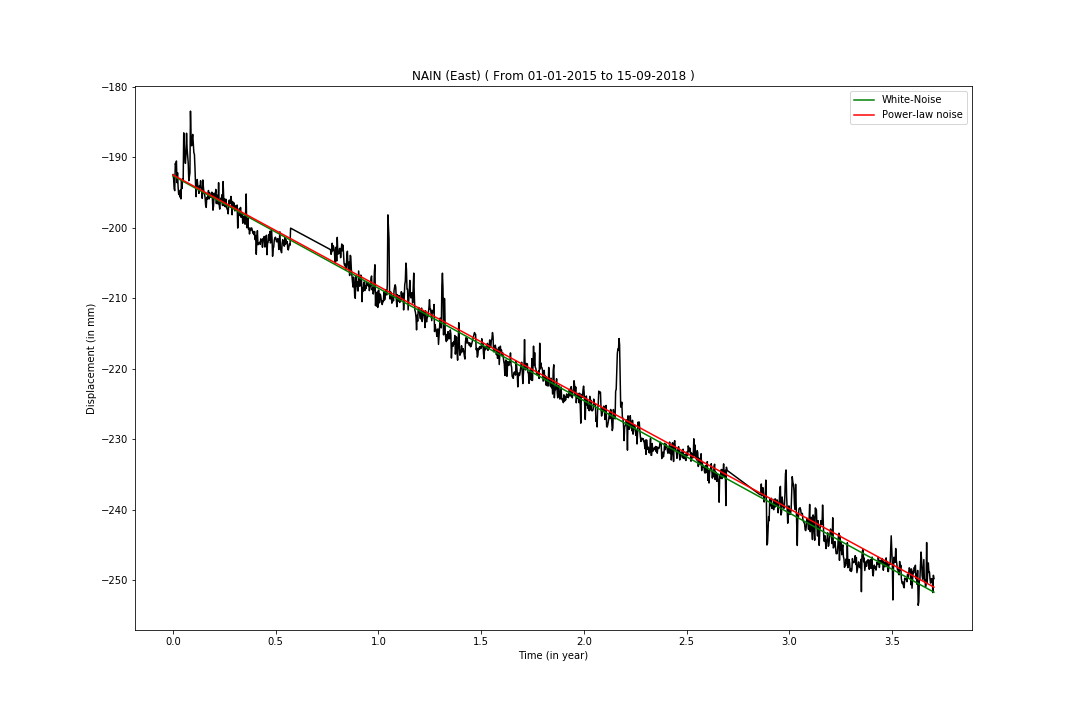 NAIN (East) ( From 01-01-2015 to 15-09-2018 )
White-Noise
Power-law noise
Displacement (in mm)
−180
−190
−200
−210
−220
−230
−240
−250
0.0 0.5 1.0 1.5 2.0 2.5 3.0 3.5
Time (in year)